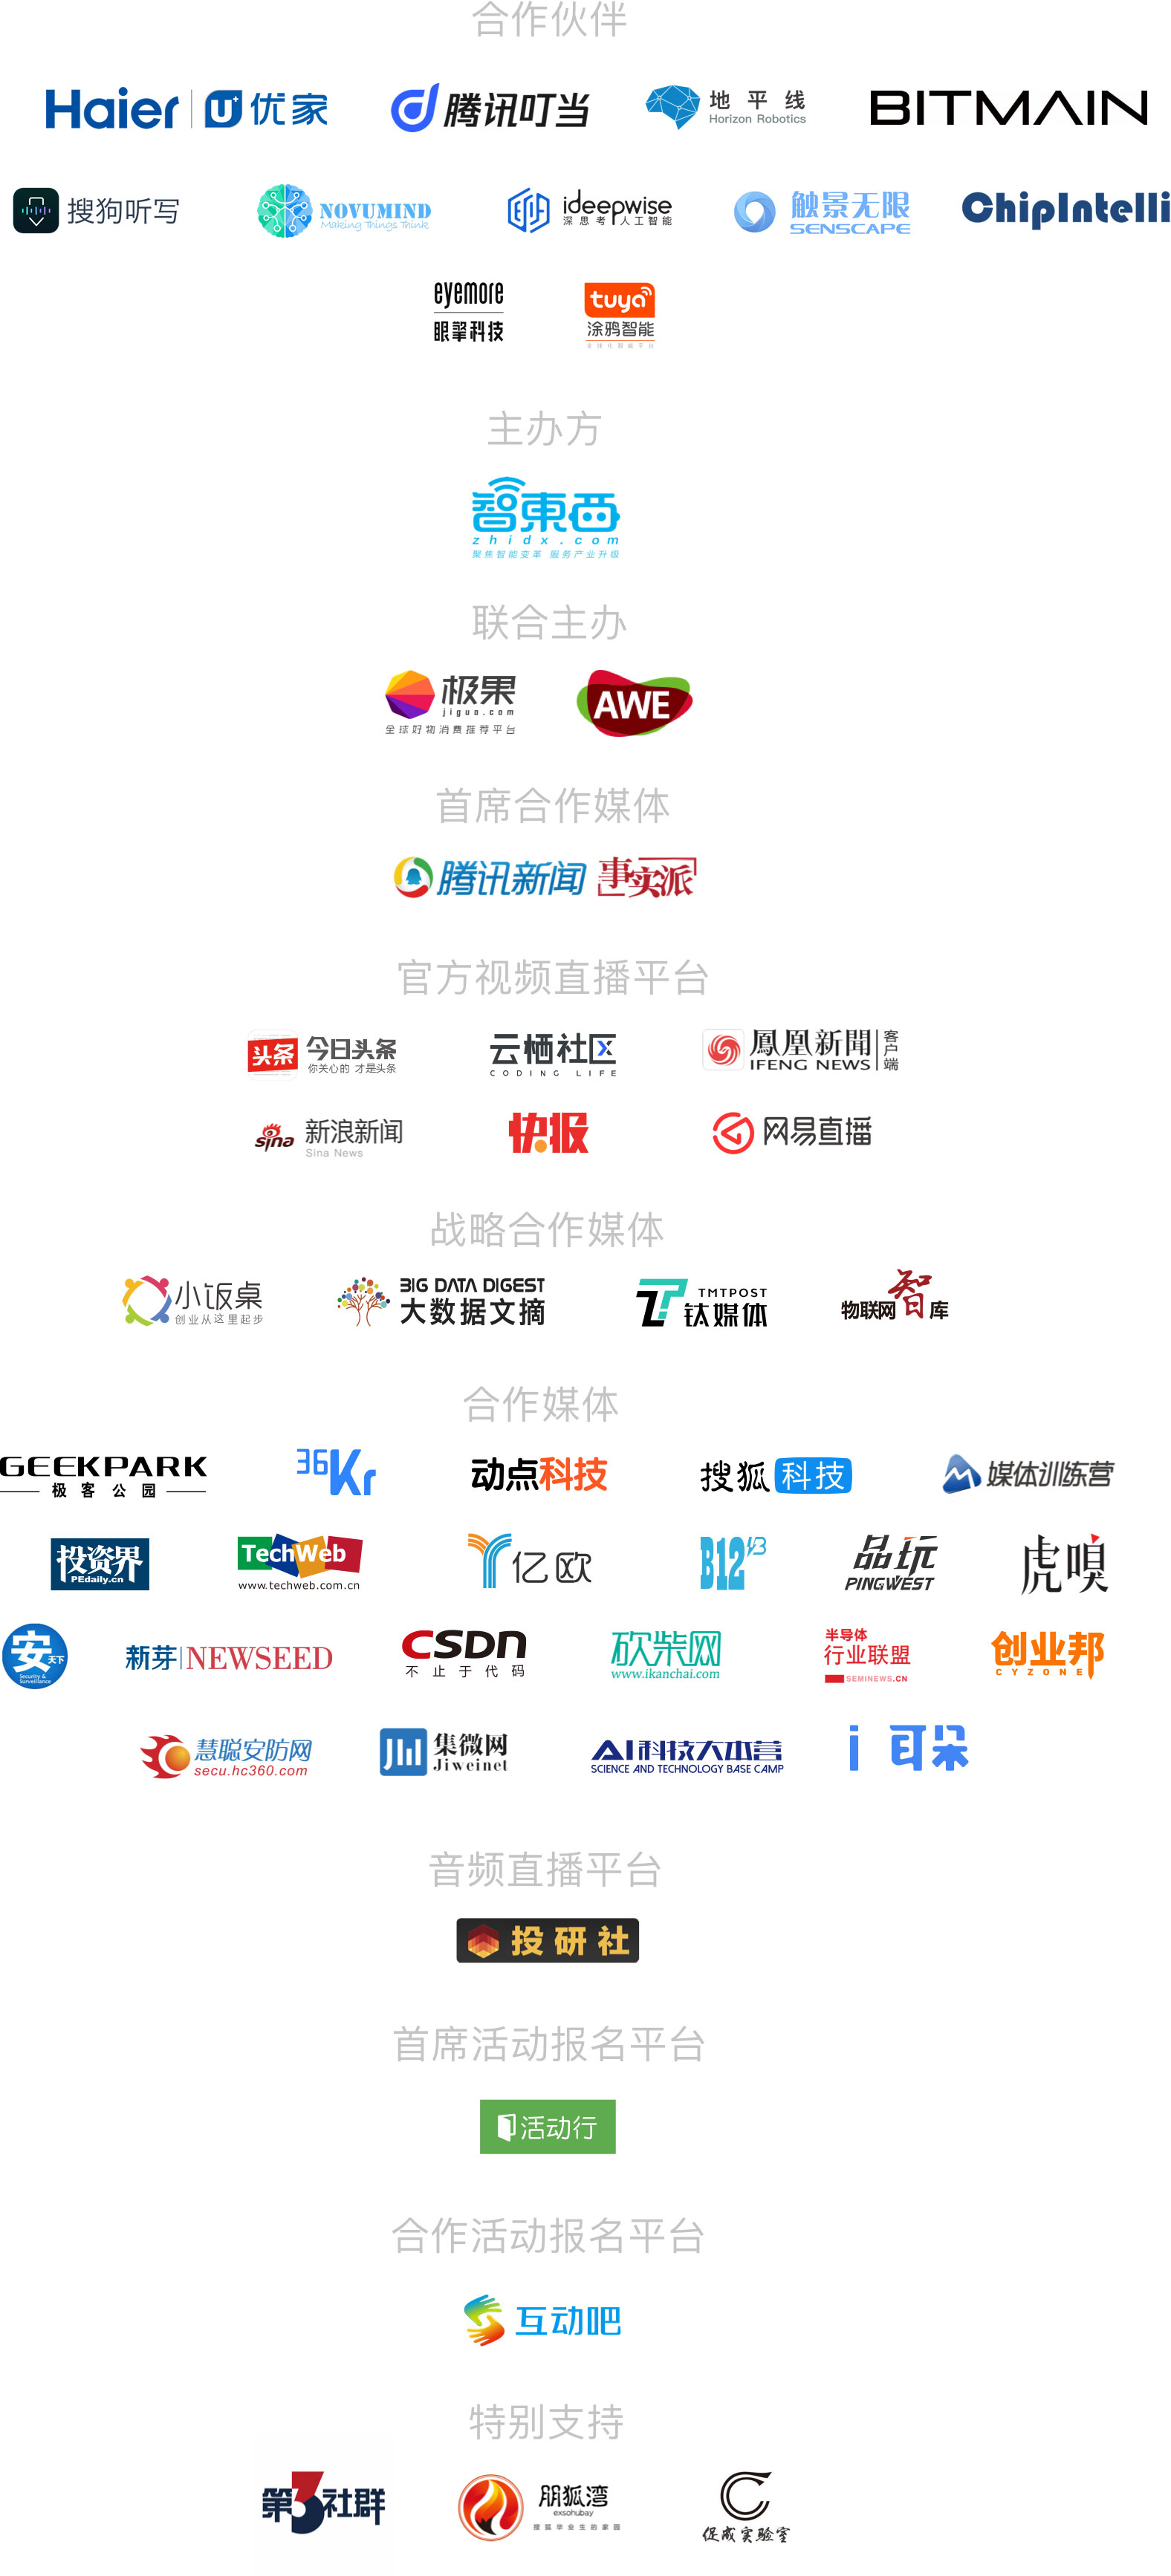 合作伙伴
Haier U+ 优家
腾讯叮当
地平线
Horizon Robotics
BITMAIN
搜狗听写
NOVUMIND
Making Things Think
ideepwise
深思考人工智能
触景无限
SENSCAPE
ChipIntelli
eyemore
眼擎科技
tuya
涂鸦智能
全球化智能平台
主办方
智東西
zhidx.com
聚焦智能变革 服务产业升级
联合主办
极果
jiguo.com
全球好物消费推荐平台
AWE
首席合作媒体
腾讯新闻 事实派
官方视频直播平台
头条 今日头条
你关心的 才是头条
云栖社区
CODING LIFE
鳳凰新聞 客户端
IFENG NEWS
sina 新浪新闻
Sina News
快报
网易直播
战略合作媒体
小饭桌
创业从这里起步
BIG DATA DIGEST
大数据文摘
TMTPOST
钛媒体
物联网智库
合作媒体
GEEKPARK
极客公园
36Kr
动点科技
搜狐科技
媒体训练营
投资界
PEdaily.cn
TechWeb
www.techweb.com.cn
亿欧
B12
品玩
PINGWEST
虎嗅
安天下
Security &
Surveillance
新芽 NEWSEED
CSDN
不止于代码
砍柴网
www.ikanchai.com
半导体
行业联盟
SEMINEWS.CN
创业邦
CYZONE
慧聪安防网
secu.hc360.com
集微网
Jiweinet
AI科技大本营
SCIENCE AND TECHNOLOGY BASE CAMP
i 耳朵
音频直播平台
投研社
首席活动报名平台
活动行
合作活动报名平台
互动吧
特别支持
第3社群
朋狐湾
exsohubay
搜狐毕业生的家园
促成实验室